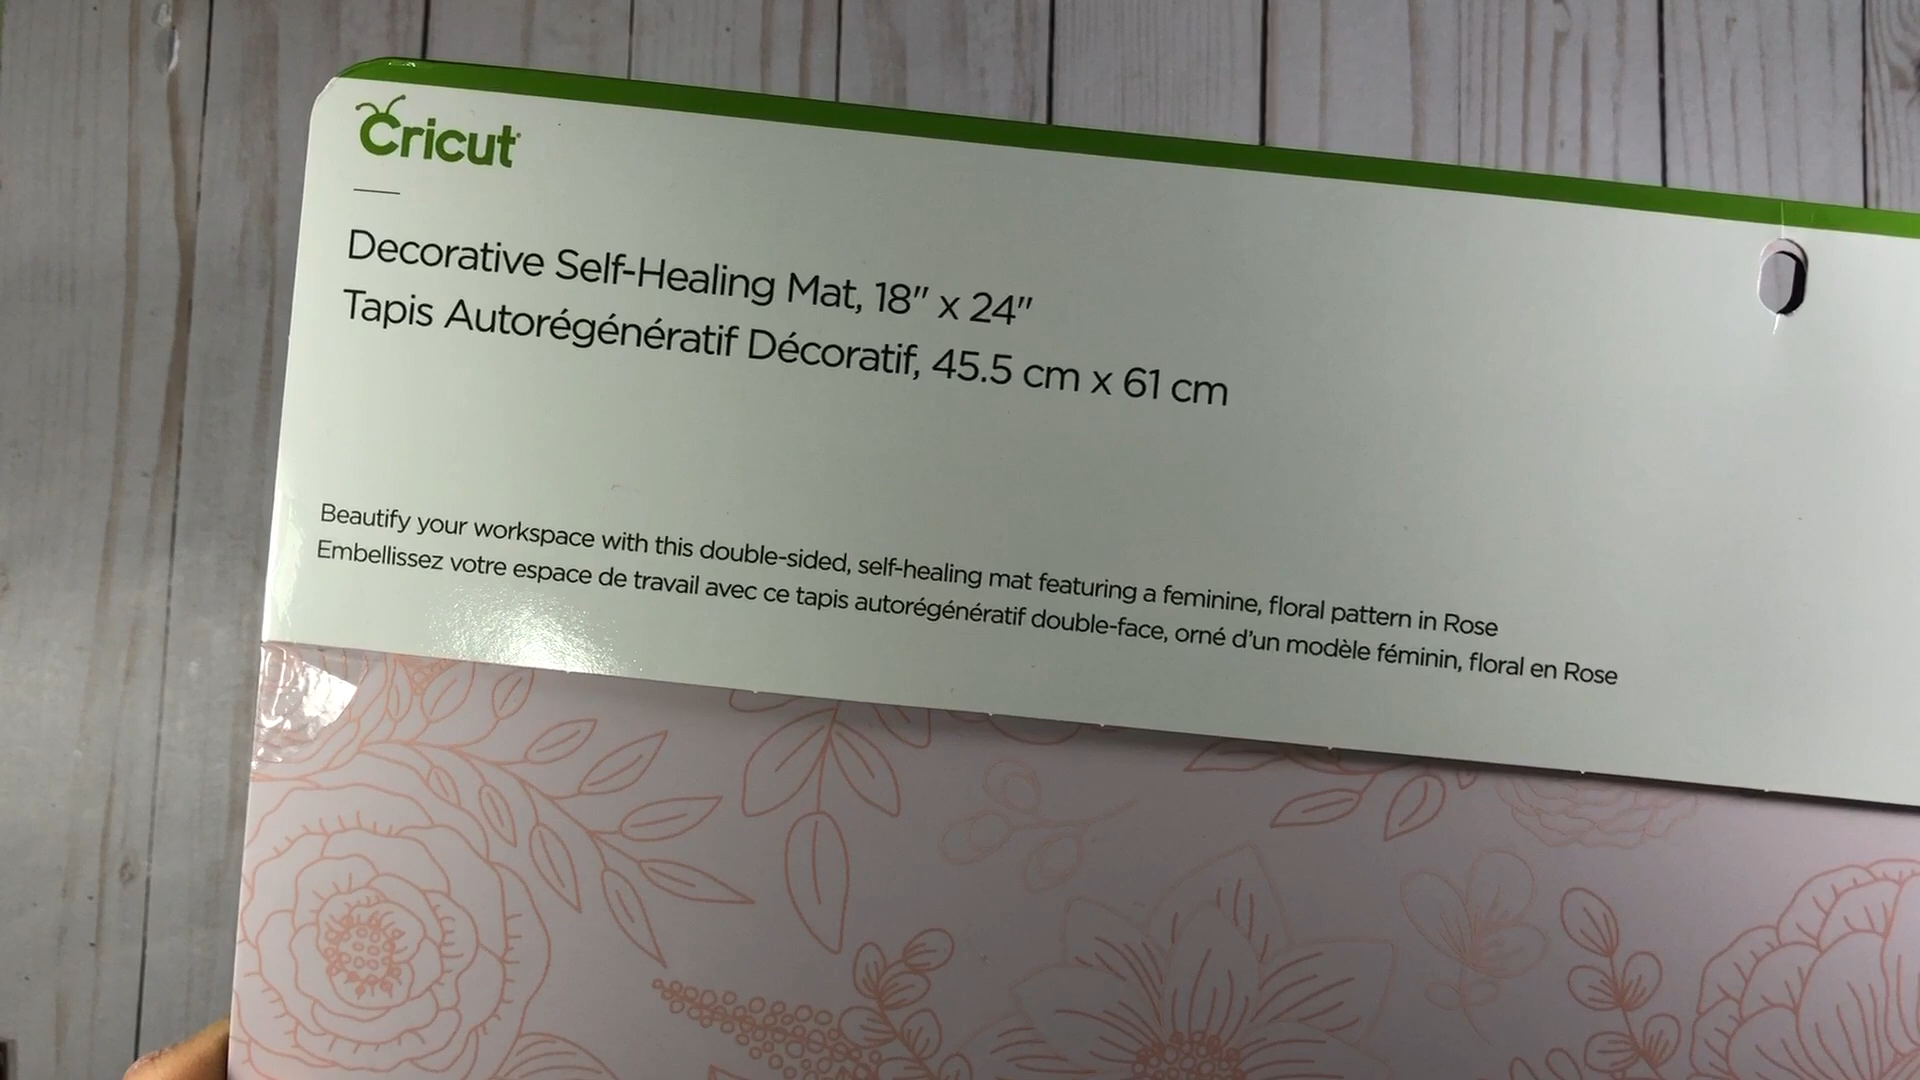 Cricut
Decorative Self-Healing Mat, 18" x 24"
Tapis Autorégénératif Décoratif, 45.5 cm x 61 cm
Beautify your workspace with this double-sided, self-healing mat featuring a feminine, floral pattern in Rose
Embellissez votre espace de travail avec ce tapis autorégénératif double-face, orné d'un modèle féminin, floral en Rose